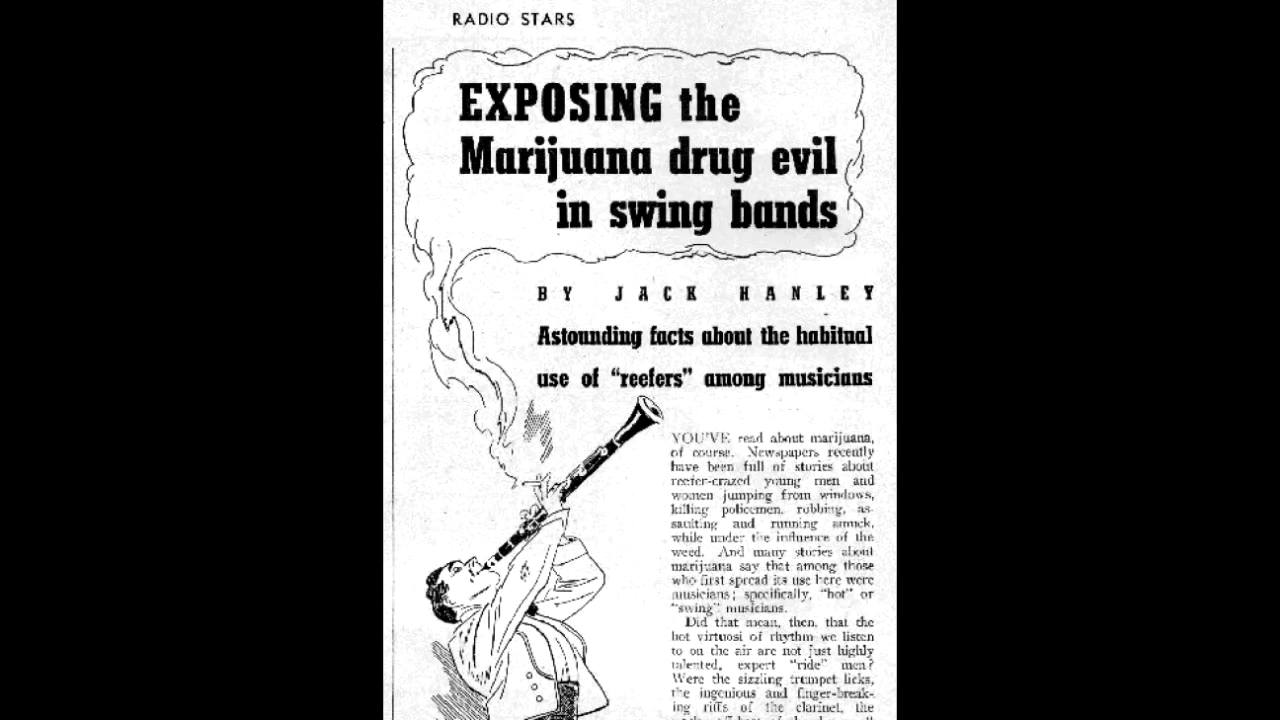 RADIO STARS
EXPOSING the
Marijuana drug evil
in swing bands
BY JACK HANLEY
Astounding facts about the habitual
use of “reefers” among musicians
YOU'VE read about marijuana,
of course. Newspapers recently
have been full of stories about
reefer-crazed young men and
women jumping from windows,
killing policemen, robbing, as-
saulting and running amuck,
while under the influence of the
weed. And many stories about
marijuana say that among those
who first spread its use here were
musicians; specifically, “hot” or
“swing” musicians.
Did that mean, then, that the
hot virtuosi of rhythm we listen
to on the air are not just highly
talented, expert “ride” men?
Were the sizzling trumpet licks,
the ingenious and finger-break-
ing riffs of the clarinet, the